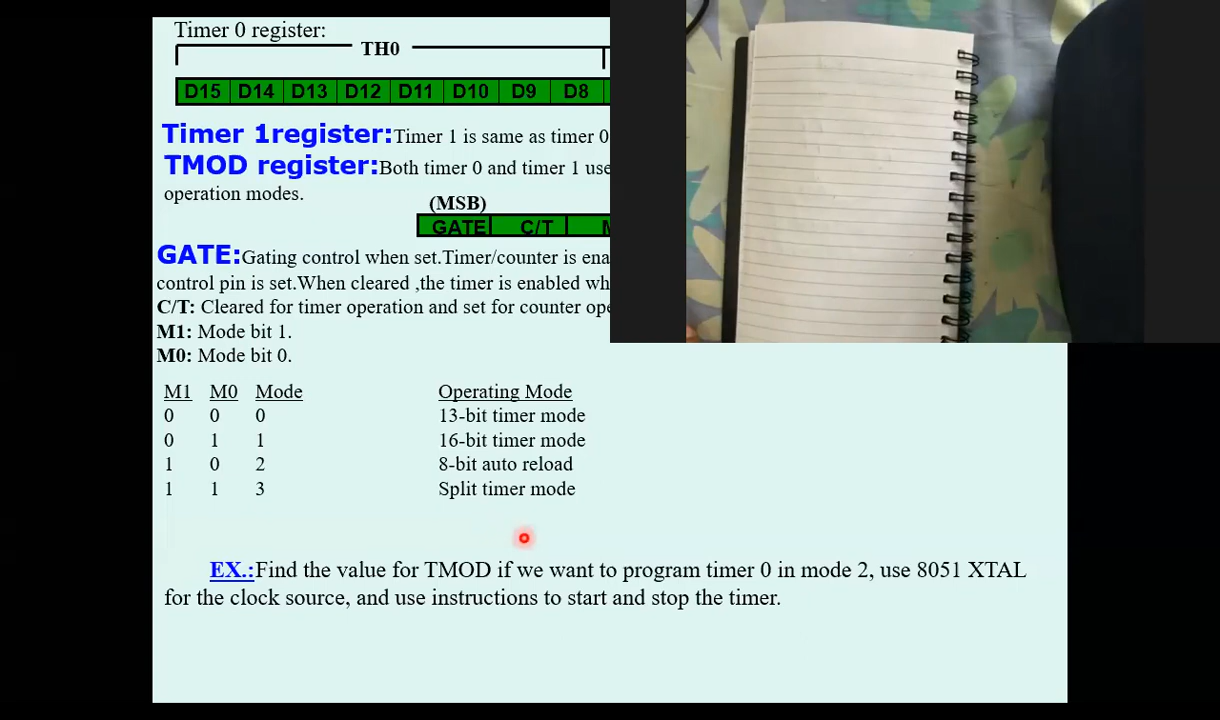 Timer 0 register:
TH0
D15 D14 D13 D12 D11 D10 D9 D8
Timer 1register:Timer 1 is same as timer 0
TMOD register:Both timer 0 and timer 1 use
operation modes.
(MSB)
GATE C/T
GATE:Gating control when set.Timer/counter is ena
control pin is set.When cleared ,the timer is enabled wh
C/T: Cleared for timer operation and set for counter ope
M1: Mode bit 1.
M0: Mode bit 0.
M1 M0 Mode Operating Mode
0 0 0 13-bit timer mode
0 1 1 16-bit timer mode
1 0 2 8-bit auto reload
1 1 3 Split timer mode
EX.:Find the value for TMOD if we want to program timer 0 in mode 2, use 8051 XTAL
for the clock source, and use instructions to start and stop the timer.